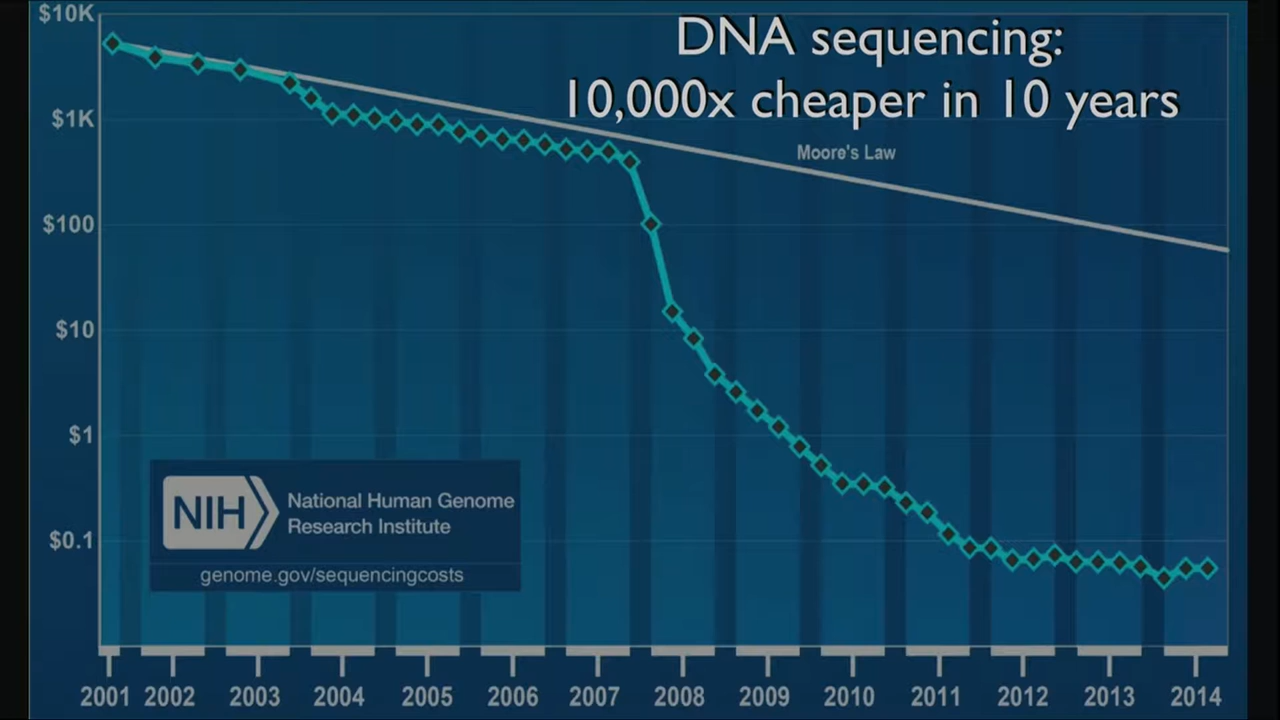 DNA sequencing:
10,000x cheaper in 10 years
Moore's Law
$10K
$1K
$100
$10
$1
$0.1
NIH
National Human Genome
Research Institute
genome.gov/sequencingcosts
2001 2002 2003 2004 2005 2006 2007 2008 2009 2010 2011 2012 2013 2014